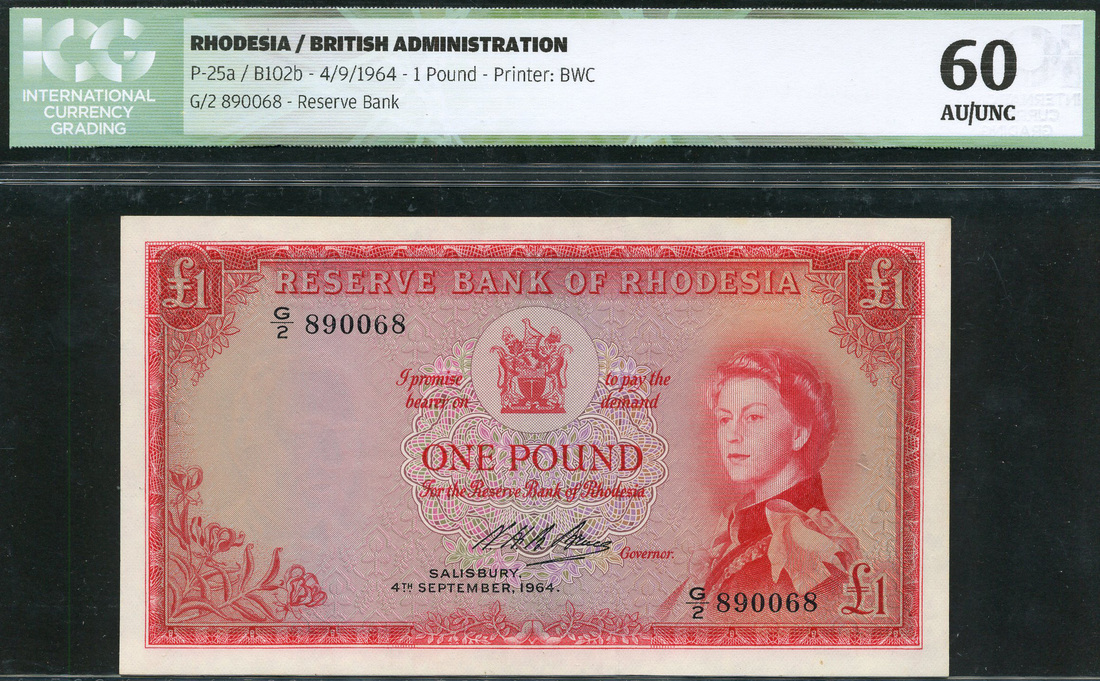 ICG
INTERNATIONAL
CURRENCY
GRADING
RHODESIA / BRITISH ADMINISTRATION
P-25a / B102b - 4/9/1964 - 1 Pound - Printer: BWC
G/2 890068 - Reserve Bank
60
AU/UNC
£1 RESERVE BANK OF RHODESIA £1
G/2 890068
I promise to pay the
bearer on demand
ONE POUND
For the Reserve Bank of Rhodesia
Governor.
SALISBURY,
4TH SEPTEMBER, 1964.
G/2 890068 £1